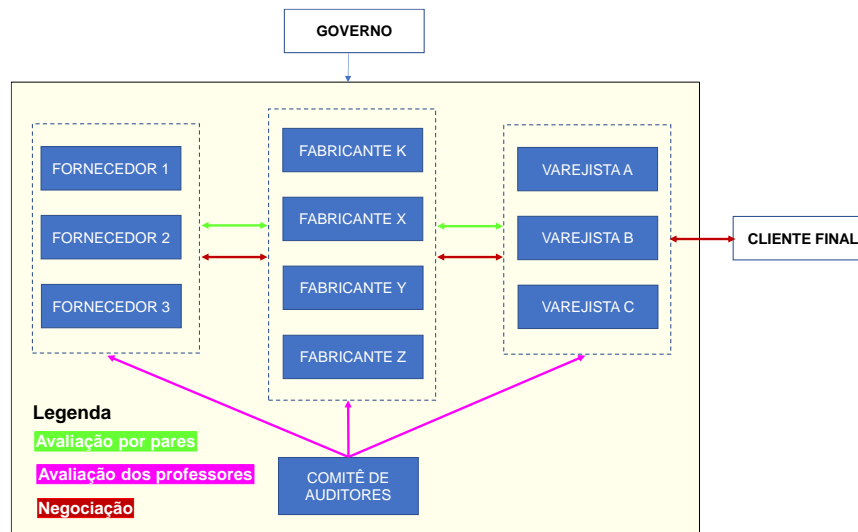 GOVERNO
FORNECEDOR 1
FORNECEDOR 2
FORNECEDOR 3
FABRICANTE K
FABRICANTE X
FABRICANTE Y
FABRICANTE Z
VAREJISTA A
VAREJISTA B
VAREJISTA C
CLIENTE FINAL
Legenda
Avaliação por pares
Avaliação dos professores
Negociação
COMITÊ DE
AUDITORES